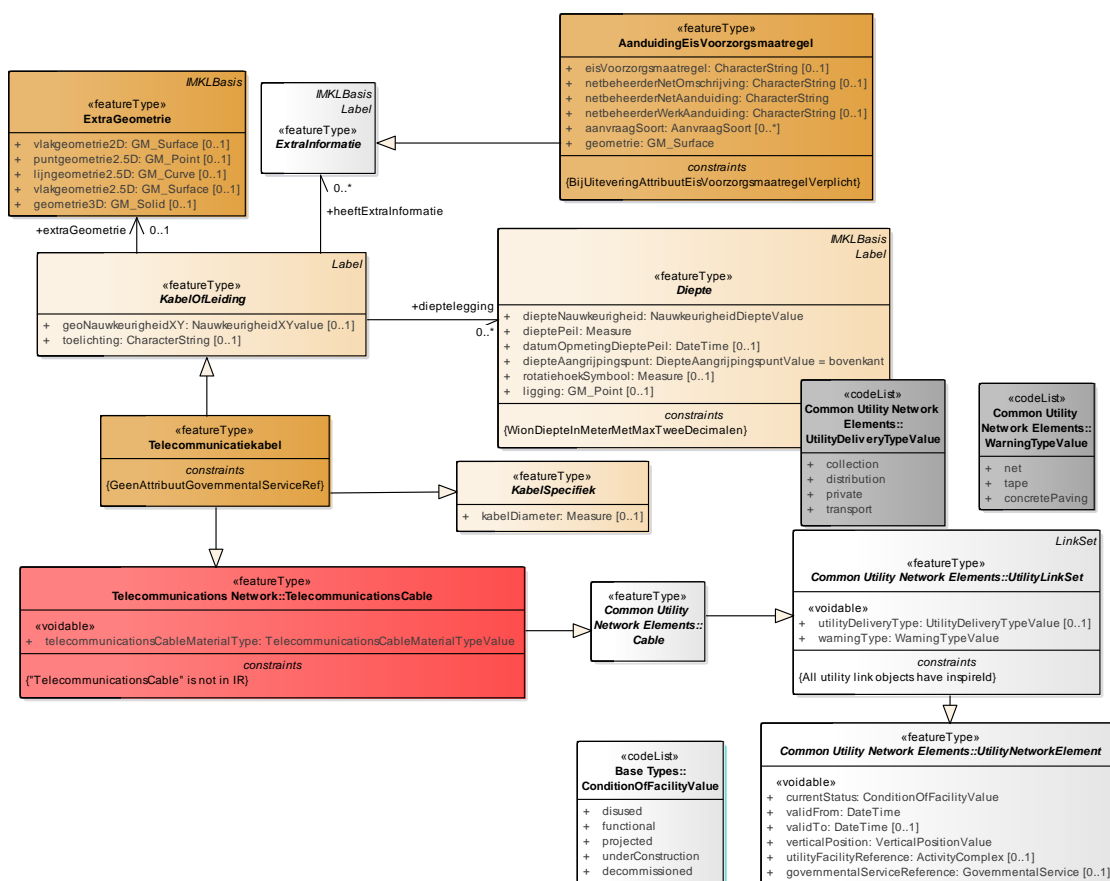 «featureType»
AanduidingEisVoorzorgsmaatregel
+ eisVoorzorgsmaatregel: CharacterString [0..1]
+ netbeheerderNetOmschrijving: CharacterString [0..1]
+ netbeheerderNetAanduiding: CharacterString
+ netbeheerderWerkAanduiding: CharacterString [0..1]
+ aanvraagSoort: AanvraagSoort [0..*]
+ geometrie: GM_Surface
constraints
{BijUiteveringAttribuutEisVoorzorgsmaatregelVerplicht}
IMKLBasis
«featureType»
ExtraGeometrie
+ vlakgeometrie2D: GM_Surface [0..1]
+ puntgeometrie2.5D: GM_Point [0..1]
+ lijngeometrie2.5D: GM_Curve [0..1]
+ vlakgeometrie2.5D: GM_Surface [0..1]
+ geometrie3D: GM_Solid [0..1]
IMKLBasis
Label
«featureType»
ExtraInformatie
0..*
+heeftExtraInformatie
+extraGeometrie
0..1
Label
«featureType»
KabelOfLeiding
+ geoNauwkeurigheidXY: NauwkeurigheidXYvalue [0..1]
+ toelichting: CharacterString [0..1]
+dieptelegging
0..*
IMKLBasis
Label
«featureType»
Diepte
+ diepteNauwkeurigheid: NauwkeurigheidDiepteValue
+ dieptePeil: Measure
+ datumOpmetingDieptePeil: DateTime [0..1]
+ diepteAangrijpingspunt: DiepteAangrijpingspuntValue = bovenkant
+ rotatiehoekSymbool: Measure [0..1]
+ ligging: GM_Point [0..1]
constraints
{WionDiepteInMeterMetMaxTweeDecimalen}
«codeList»
Common Utility Network
Elements::
UtilityDeliveryTypeValue
+ collection
+ distribution
+ private
+ transport
«codeList»
Common Utility
Network Elements::
WarningTypeValue
+ net
+ tape
+ concretePaving
«featureType»
Telecommunicatiekabel
constraints
{GeenAttribuutGovernmentalServiceRef}
«featureType»
KabelSpecifiek
+ kabelDiameter: Measure [0..1]
«featureType»
Telecommunications Network::TelecommunicationsCable
«voidable»
+ telecommunicationsCableMaterialType: TelecommunicationsCableMaterialTypeValue
constraints
{"TelecommunicationsCable" is not in IR}
«featureType»
Common Utility
Network Elements::
Cable
LinkSet
«featureType»
Common Utility Network Elements::UtilityLinkSet
«voidable»
+ utilityDeliveryType: UtilityDeliveryTypeValue [0..1]
+ warningType: WarningTypeValue
constraints
{All utility link objects have inspireId}
«codeList»
Base Types::
ConditionOfFacilityValue
+ disused
+ functional
+ projected
+ underConstruction
+ decommissioned
«featureType»
Common Utility Network Elements::UtilityNetworkElement
«voidable»
+ currentStatus: ConditionOfFacilityValue
+ validFrom: DateTime
+ validTo: DateTime [0..1]
+ verticalPosition: VerticalPositionValue
+ utilityFacilityReference: ActivityComplex [0..1]
+ governmentalServiceReference: GovernmentalService [0..1]